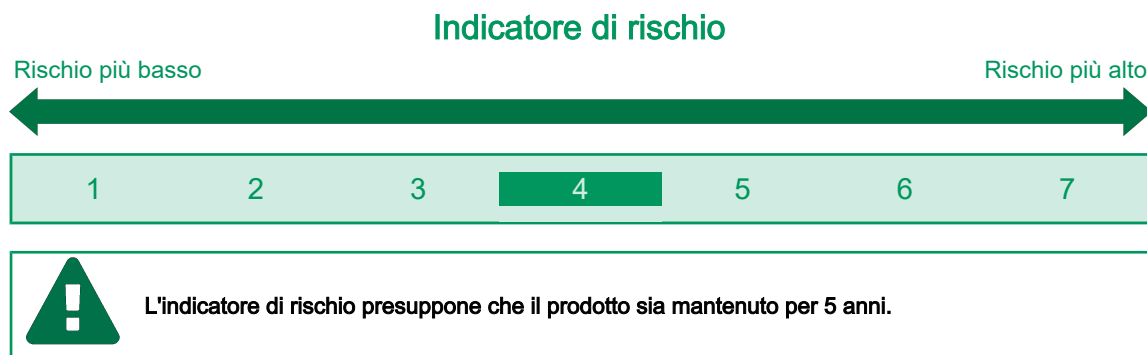 Indicatore di rischio
Rischio più basso Rischio più alto
1 2 3 4 5 6 7
L'indicatore di rischio presuppone che il prodotto sia mantenuto per 5 anni.